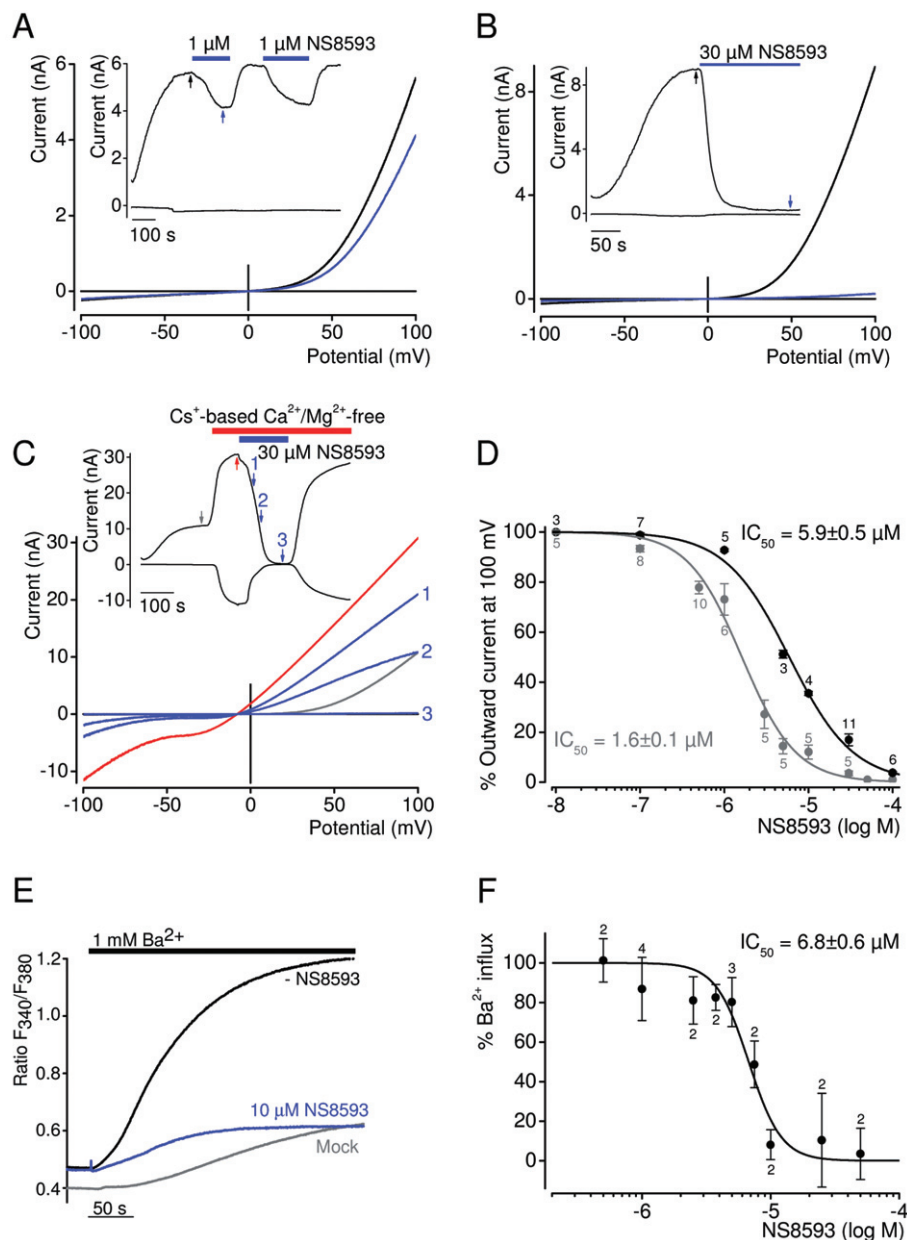 A
1 µM
1 µM NS8593
Current (nA)
6
4
2
0
Current (nA)
6
4
2
0
100 s
-100
-50
0
50
100
Potential (mV)
B
30 µM NS8593
Current (nA)
8
4
0
Current (nA)
8
4
0
50 s
-100
-50
0
50
100
Potential (mV)
C
Cs+-based Ca2+/Mg2+-free
30 µM NS8593
Current (nA)
30
20
10
0
-10
Current (nA)
30
20
10
0
-10
1
2
3
100 s
1
2
3
-100
-50
0
50
100
Potential (mV)
D
% Outward current at 100 mV
100
80
60
40
20
0
IC50 = 5.9±0.5 µM
IC50 = 1.6±0.1 µM
3
5
7
8
10
5
6
3
5
5
4
5
11
5
6
-8
-7
-6
-5
-4
NS8593 (log M)
E
1 mM Ba2+
Ratio F340/F380
1.2
1.0
0.8
0.6
0.4
- NS8593
10 µM NS8593
Mock
50 s
F
% Ba2+ influx
100
80
60
40
20
0
IC50 = 6.8±0.6 µM
2
4
2
2
3
2
2
2
2
-6
-5
-4
NS8593 (log M)